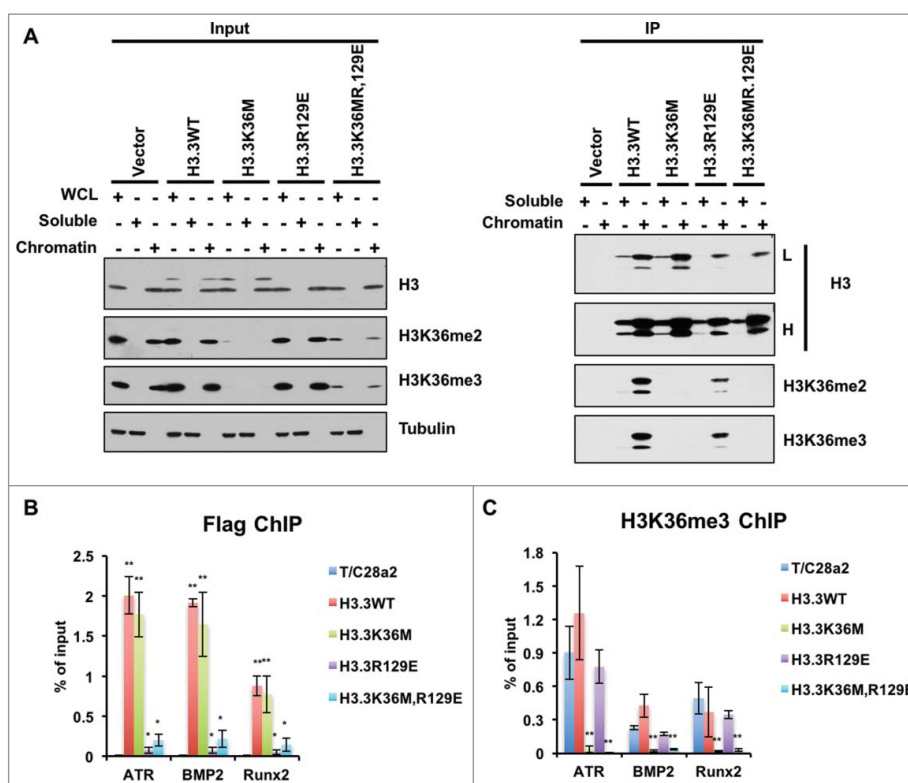 A
Input
IP
Vector
H3.3WT
H3.3K36M
H3.3R129E
H3.3K36MR,129E
WCL + - - + - - + - - + - - + - -
Soluble - + - - + - - + - - + - - + -
Chromatin - - + - - + - - + - - + - - +
H3
H3K36me2
H3K36me3
Tubulin
Vector
H3.3WT
H3.3K36M
H3.3R129E
H3.3K36MR.129E
Soluble + - + - + - + - + -
Chromatin - + - + - + - + - +
L
H3
H
H3K36me2
H3K36me3
B
Flag ChIP
% of input
2.5
2
1.5
1
0.5
0
** ** ** ** ** ** * * * * * *
ATR BMP2 Runx2
T/C28a2
H3.3WT
H3.3K36M
H3.3R129E
H3.3K36M,R129E
C
H3K36me3 ChIP
% of input
1.8
1.5
1.2
0.9
0.6
0.3
0
** ** ** ** ** **
ATR BMP2 Runx2
T/C28a2
H3.3WT
H3.3K36M
H3.3R129E
H3.3K36M,R129E